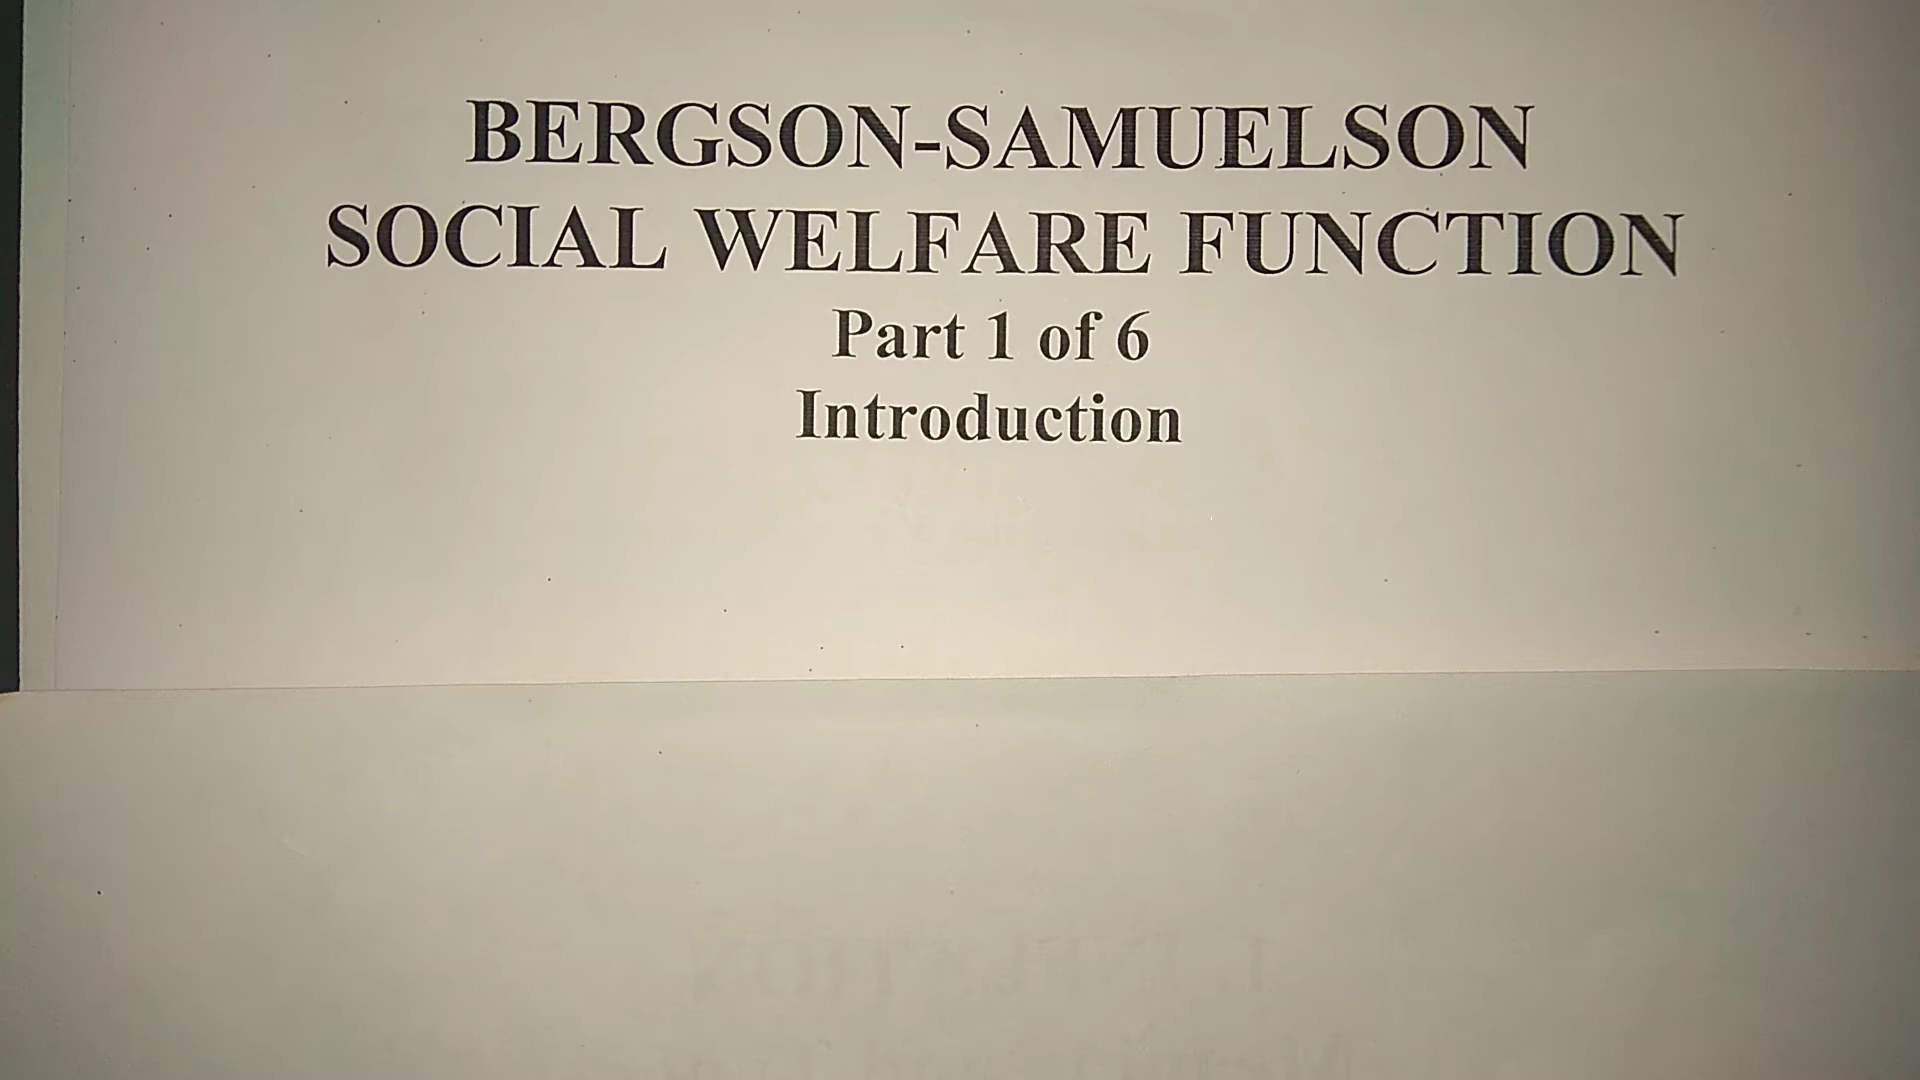 BERGSON-SAMUELSON
SOCIAL WELFARE FUNCTION
Part 1 of 6
Introduction